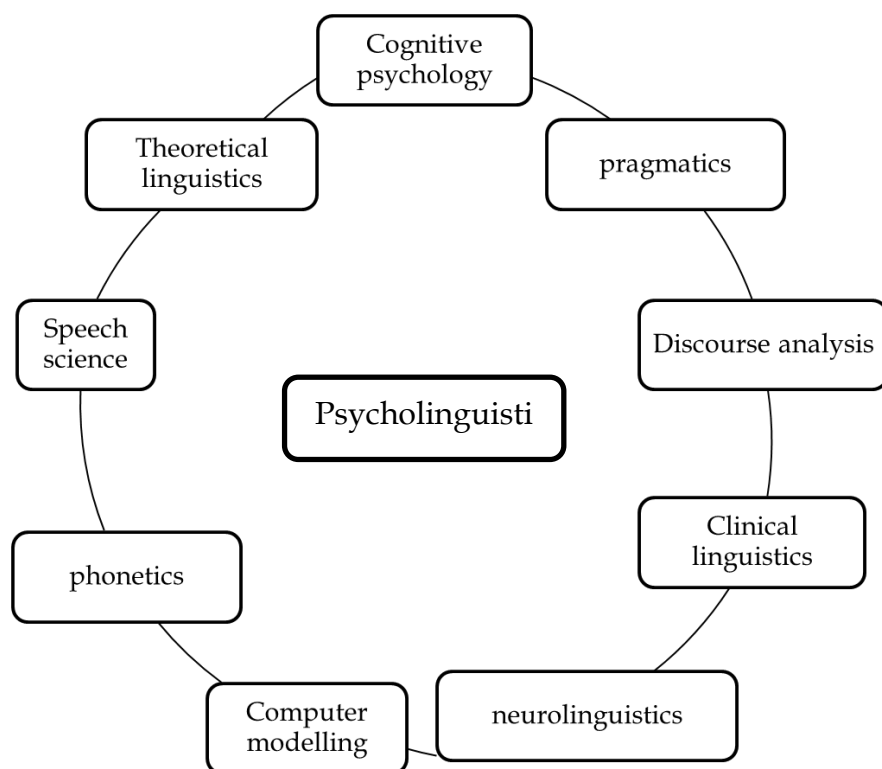 Cognitive
psychology
Theoretical
linguistics
pragmatics
Speech
science
Discourse analysis
Psycholinguisti
Clinical
linguistics
phonetics
neurolinguistics
Computer
modelling